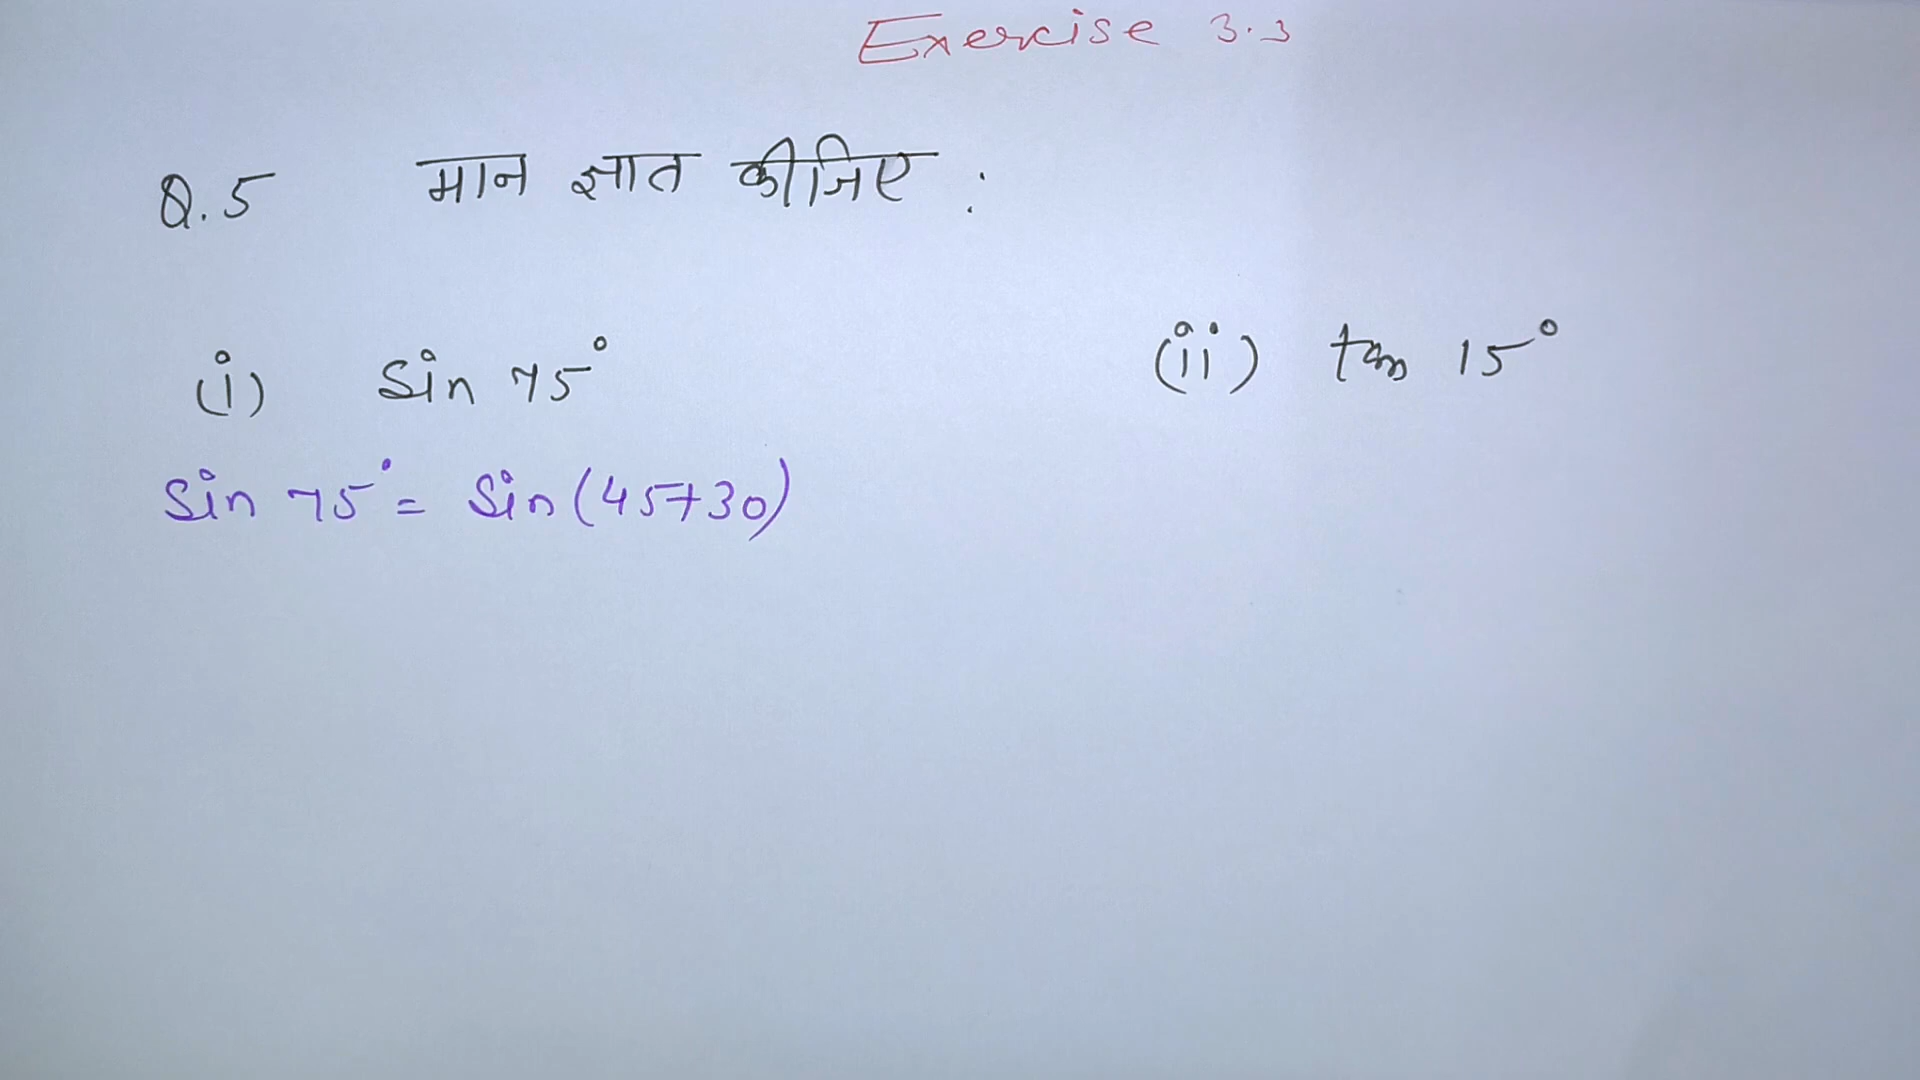 Exercise 3.3
Q.5 मान ज्ञात कीजिए :
(i) Sin 75° (ii) tan 15°
Sin 75° = Sin (45+30)